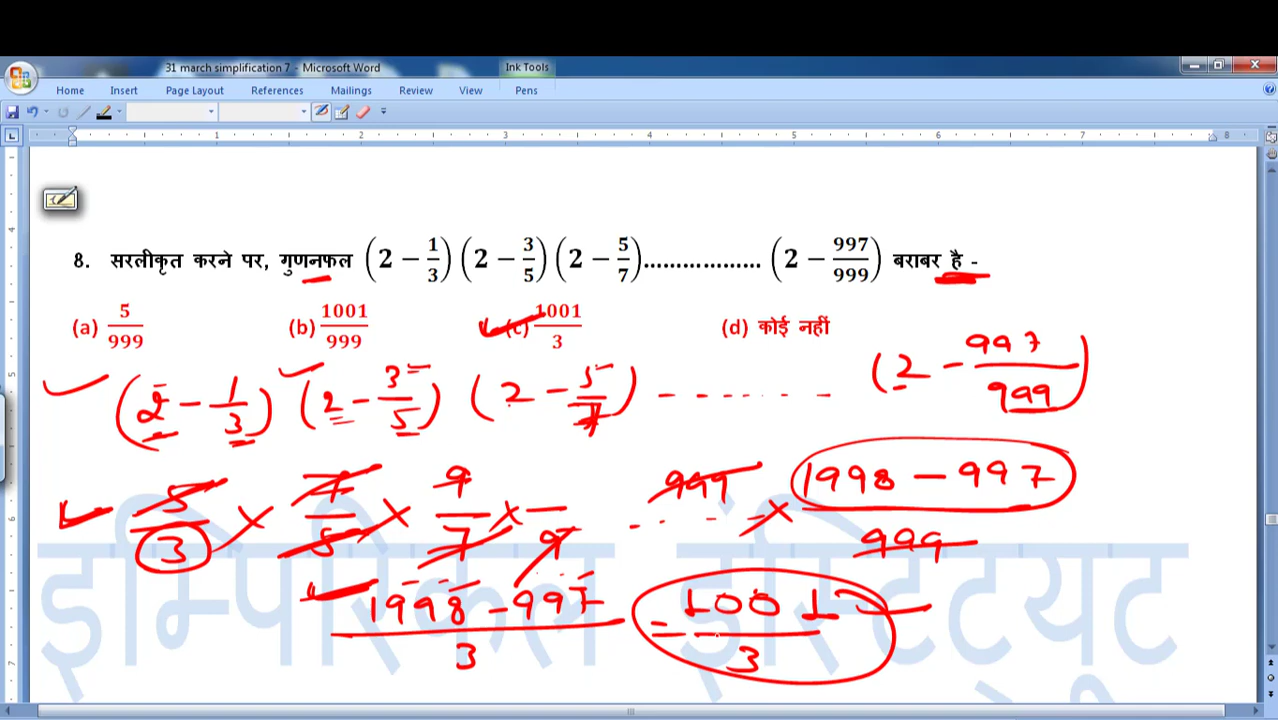 31 march simplification 7 - Microsoft Word
Ink Tools
Home Insert Page Layout References Mailings Review View Pens
8. सरलीकृत करने पर, गुणनफल (2 − 1/3) (2 − 3/5) (2 − 5/7)................... (2 − 997/999) बराबर है -
(a) 5/999 (b) 1001/999 (c) 1001/3 (d) कोई नहीं
(2 − 1/3) (2 − 3/5) (2 − 5/7) - - - - - - - (2 − 997/999)
5/3 × 7/5 × 9/7 × —/9 - - - - 999 × 1998 − 997/999
1998 − 997/3 = 1001/3
इम्पिरिकल इंस्टिट्यूट